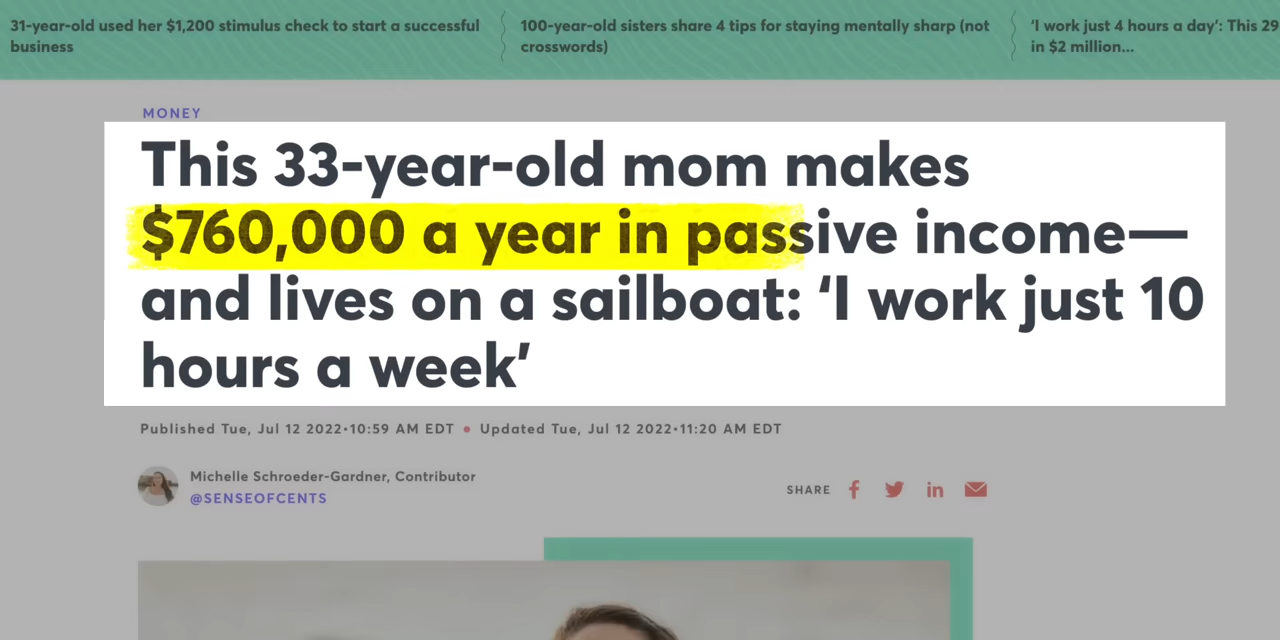 31-year-old used her $1,200 stimulus check to start a successful
business
100-year-old sisters share 4 tips for staying mentally sharp (not
crosswords)
‘I work just 4 hours a day’: This 29
in $2 million...
MONEY
This 33-year-old mom makes
$760,000 a year in passive income—
and lives on a sailboat: ‘I work just 10
hours a week’
Published Tue, Jul 12 2022•10:59 AM EDT • Updated Tue, Jul 12 2022•11:20 AM EDT
Michelle Schroeder-Gardner, Contributor
@SENSEOFCENTS
SHARE